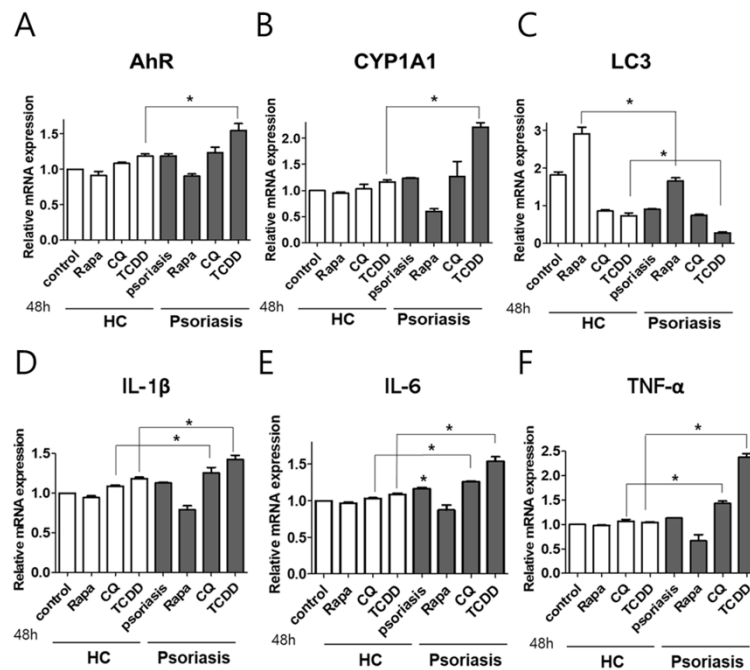 A
AhR
Relative mRNA expression
1.5
1.0
0.5
0.0
*
control
Rapa
CQ
TCDD
psoriasis
Rapa
CQ
TCDD
48h
HC
Psoriasis
B
CYP1A1
Relative mRNA expression
2.0
1.5
1.0
0.5
0.0
*
control
Rapa
CQ
TCDD
psoriasis
Rapa
CQ
TCDD
48h
HC
Psoriasis
C
LC3
Relative mRNA expression
3
2
1
0
*
*
control
Rapa
CQ
TCDD
psoriasis
Rapa
CQ
TCDD
48h
HC
Psoriasis
D
IL-1β
Relative mRNA expression
1.5
1.0
0.5
0.0
*
*
control
Rapa
CQ
TCDD
psoriasis
Rapa
CQ
TCDD
48h
HC
Psoriasis
E
IL-6
Relative mRNA expression
1.5
1.0
0.5
0.0
*
*
*
control
Rapa
CQ
TCDD
psoriasis
Rapa
CQ
TCDD
48h
HC
Psoriasis
F
TNF-α
Relative mRNA expression
2.5
2.0
1.5
1.0
0.5
0.0
*
*
control
Rapa
CQ
TCDD
psoriasis
Rapa
CQ
TCDD
48h
HC
Psoriasis